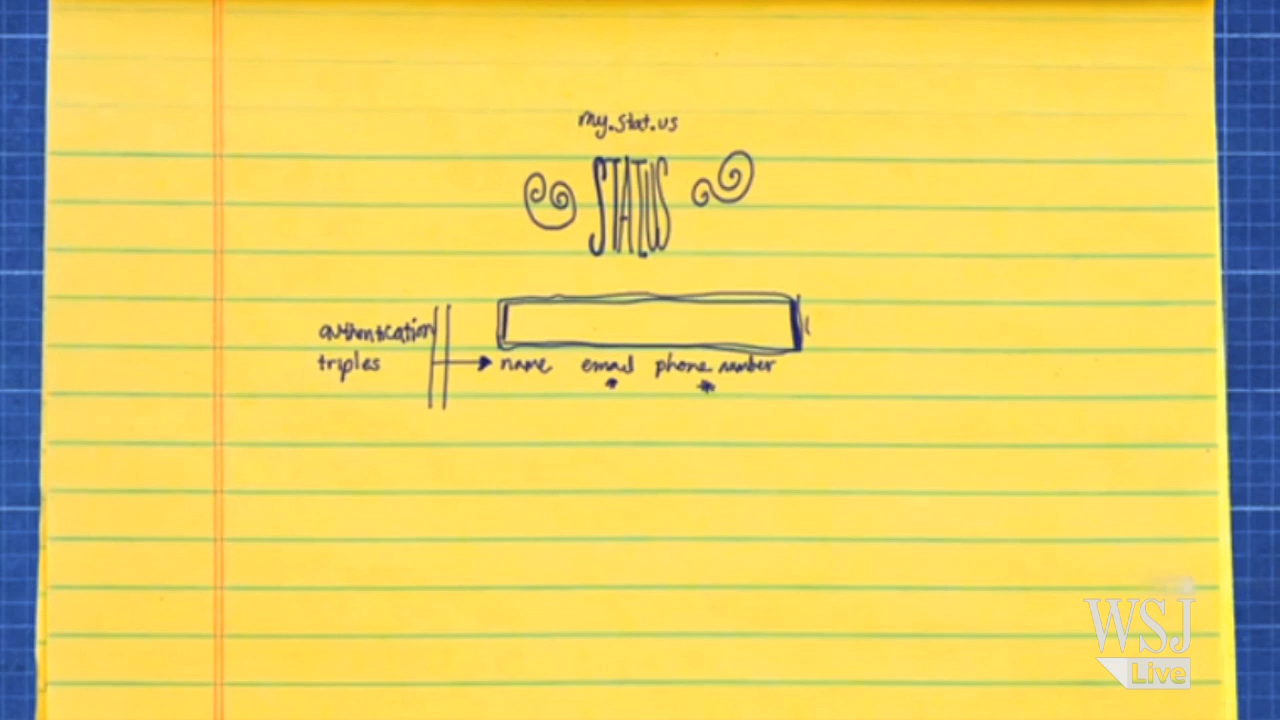 my.stat.us
STATUS
authentication
triples
name email phone number
WSJ
Live